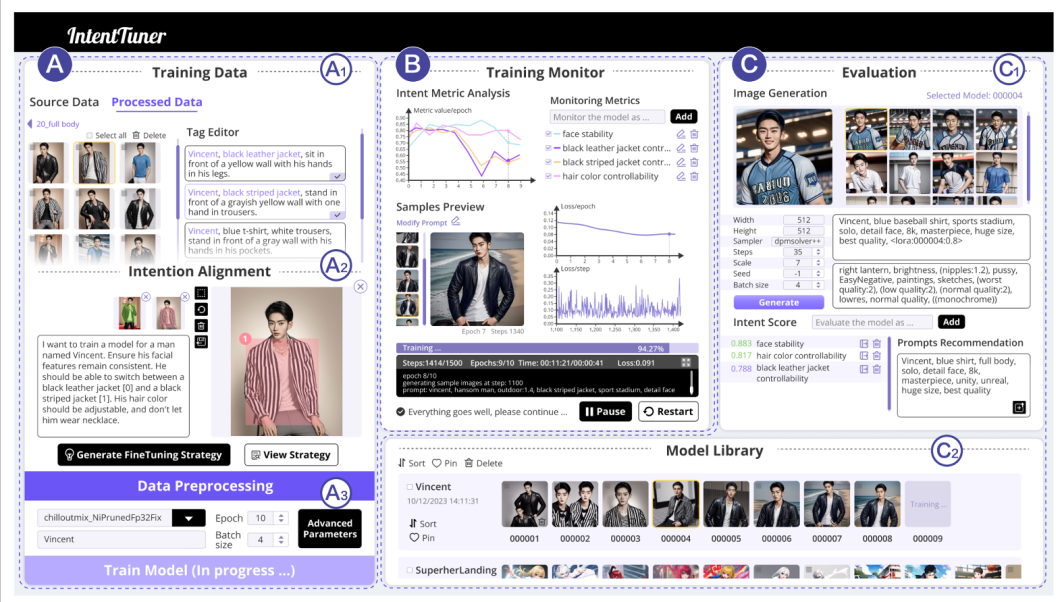 IntentTuner
A
Training Data
A1
Source Data
Processed Data
20_full body
Select all
Delete
Tag Editor
Vincent, black leather jacket, sit in
front of a yellow wall with his hands
in his legs.
Vincent, black striped jacket, stand in
front of a grayish yellow wall with one
hand in trousers.
Vincent, blue t-shirt, white trousers,
stand in front of a gray wall with his
hands in his pockets.
Intention Alignment
A2
I want to train a model for a man
named Vincent. Ensure his facial
features remain consistent. He
should be able to switch between a
black leather jacket [0] and a black
striped jacket [1]. His hair color
should be adjustable, and don't let
him wear necklace.
1
Generate FineTuning Strategy
View Strategy
Data Preprocessing
A3
chilloutmix_NiPrunedFp32Fix
Epoch
10
Vincent
Batch
size
4
Advanced
Parameters
Train Model (In progress ...)
B
Training Monitor
Intent Metric Analysis
Metric value/epoch
0.90
0.85
0.80
0.75
0.70
0.65
0.60
0.55
0.50
0.45
0.40
0 1 2 3 4 5 6 7 8 9
Monitoring Metrics
Monitor the model as ...
Add
face stability
black leather jacket contr...
black striped jacket contr...
hair color controllability
Samples Preview
Modify Prompt
Epoch 7 Steps 1340
Loss/epoch
0.14
0.12
0.10
0.08
0.06
0.04
0.02
0 1 2 3 4 5 6 7 8 9
Loss/step
0.35
0.30
0.25
0.20
0.15
0.10
0.05
0.00
1,100 1,150 1,200 1,250 1,300 1,350 1,400
Training ...
94.27%
Steps:1414/1500 Epochs:9/10 Time: 00:11:21/00:00:41 Loss:0.091
epoch 8/10
generating sample images at step: 1100
prompt: vincent, hansom man, outdoor:1.4, black striped jacket, sport stadium, detail face
Everything goes well, please continue ...
Pause
Restart
C
Evaluation
C1
Image Generation
Selected Model: 000004
Width 512
Height 512
Sampler dpmsolver++
Steps 35
Scale 7
Seed -1
Batch size 4
Generate
Vincent, blue baseball shirt, sports stadium,
solo, detail face, 8k, masterpiece, huge size,
best quality, <lora:000004:0.8>
right lantern, brightness, (nipples:1.2), pussy,
EasyNegative, paintings, sketches, (worst
quality:2), (low quality:2), (normal quality:2),
lowres, normal quality, ((monochrome))
Intent Score
Evaluate the model as ...
Add
0.883 face stability
0.817 hair color controllability
0.788 black leather jacket
controllability
Prompts Recommendation
Vincent, blue shirt, full body,
solo, detail face, 8k,
masterpiece, unity, unreal,
huge size, best quality
Model Library
C2
Sort
Pin
Delete
Vincent
10/12/2023 14:11:31
Sort
Pin
Training ...
000001 000002 000003 000004 000005 000006 000007 000008 000009
SuperherLanding